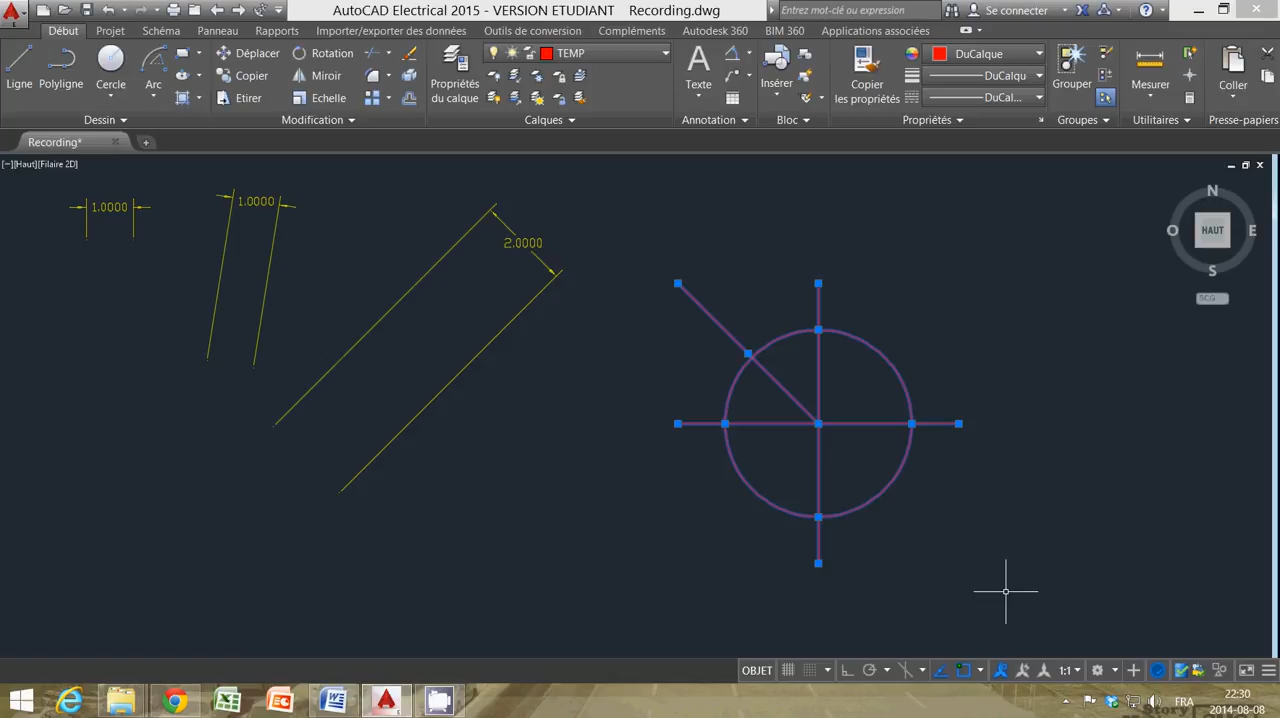 AutoCAD Electrical 2015 - VERSION ETUDIANT Recording.dwg
Entrez mot-clé ou expression
Se connecter
Début Projet Schéma Panneau Rapports Importer/exporter des données Outils de conversion Compléments Autodesk 360 BIM 360 Applications associées
Ligne Polyligne Cercle Arc
Déplacer Rotation
Copier Miroir
Etirer Echelle
Propriétés du calque
TEMP
Texte
Insérer
Copier les propriétés
DuCalque
DuCalqu
DuCal...
Grouper
Mesurer
Coller
Dessin Modification Calques Annotation Bloc Propriétés Groupes Utilitaires Presse-papiers
Recording*
[−][Haut][Filaire 2D]
1.0000
1.0000
2.0000
N
O HAUT E
S
SCG
OBJET
1:1
FRA
22:30
2014-08-08
Story